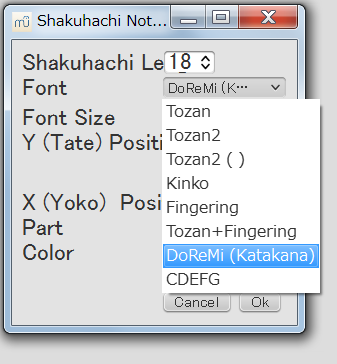 Shakuhachi Not...
Shakuhachi Le
18
Font
DoReMi (K…
Font Size
Y (Tate) Positi
X (Yoko) Posi
Part
Color
Tozan
Tozan2
Tozan2 ( )
Kinko
Fingering
Tozan+Fingering
DoReMi (Katakana)
CDEFG
Cancel
Ok